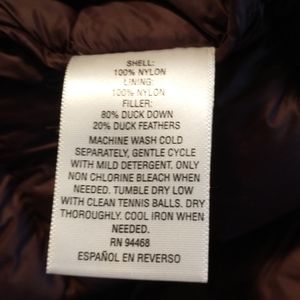 SHELL:
100% NYLON
LINING:
100% NYLON
FILLER:
80% DUCK DOWN
20% DUCK FEATHERS
MACHINE WASH COLD
SEPARATELY, GENTLE CYCLE
WITH MILD DETERGENT. ONLY
NON CHLORINE BLEACH WHEN
NEEDED. TUMBLE DRY LOW
WITH CLEAN TENNIS BALLS. DRY
THOROUGHLY. COOL IRON WHEN
NEEDED.
RN 94468
ESPAÑOL EN REVERSO